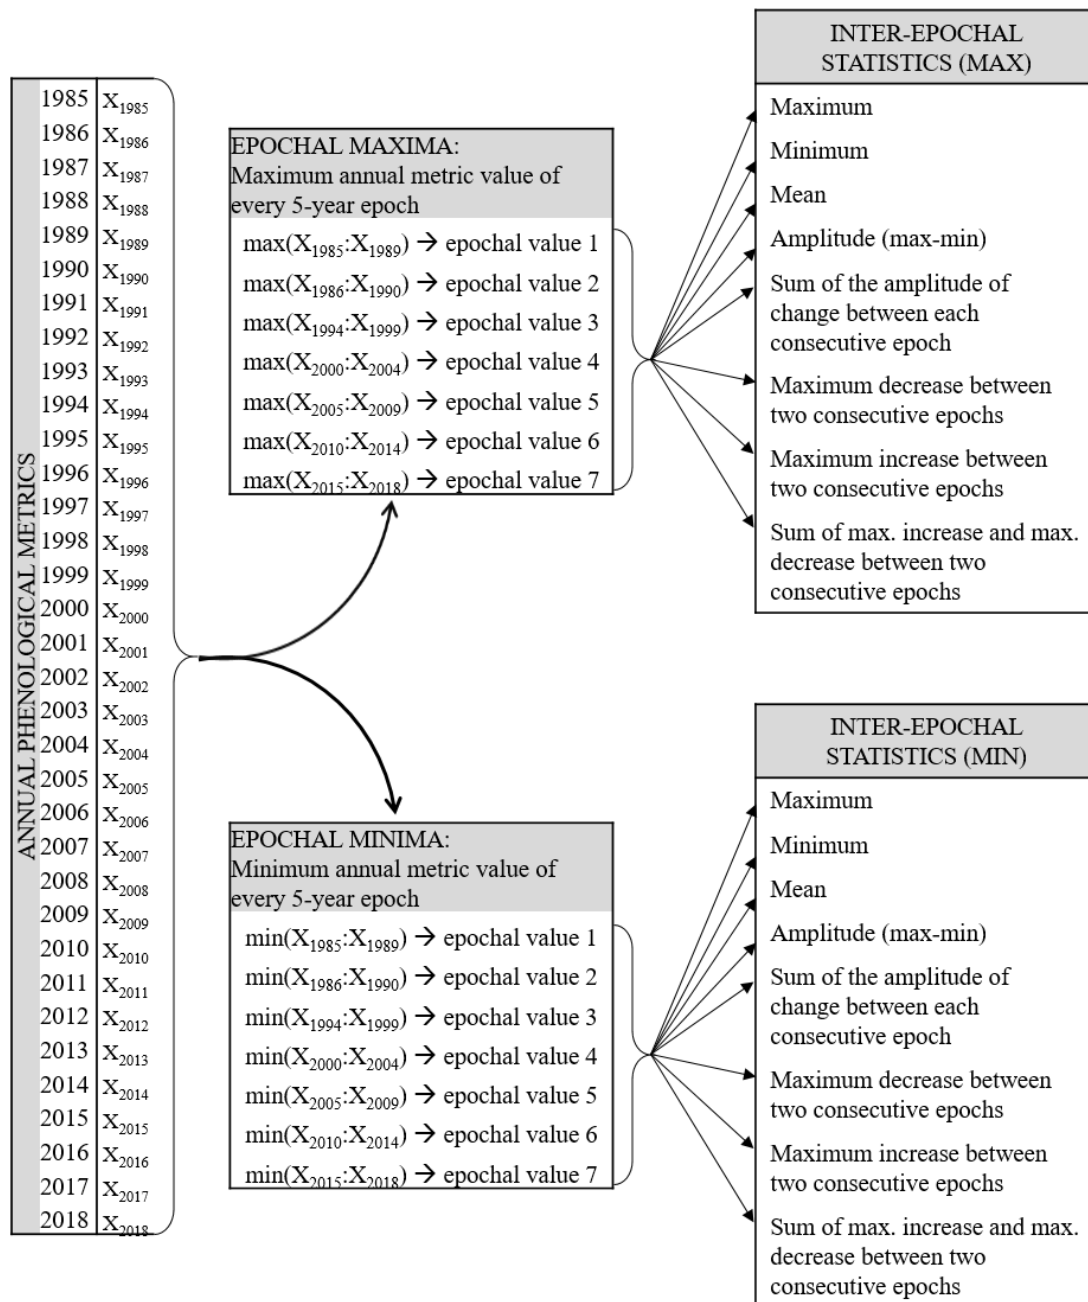 ANNUAL PHENOLOGICAL METRICS
1985 X1985
1986 X1986
1987 X1987
1988 X1988
1989 X1989
1990 X1990
1991 X1991
1992 X1992
1993 X1993
1994 X1994
1995 X1995
1996 X1996
1997 X1997
1998 X1998
1999 X1999
2000 X2000
2001 X2001
2002 X2002
2003 X2003
2004 X2004
2005 X2005
2006 X2006
2007 X2007
2008 X2008
2009 X2009
2010 X2010
2011 X2011
2012 X2012
2013 X2013
2014 X2014
2015 X2015
2016 X2016
2017 X2017
2018 X2018
EPOCHAL MAXIMA:
Maximum annual metric value of
every 5-year epoch
max(X1985:X1989) → epochal value 1
max(X1986:X1990) → epochal value 2
max(X1994:X1999) → epochal value 3
max(X2000:X2004) → epochal value 4
max(X2005:X2009) → epochal value 5
max(X2010:X2014) → epochal value 6
max(X2015:X2018) → epochal value 7
INTER-EPOCHAL
STATISTICS (MAX)
Maximum
Minimum
Mean
Amplitude (max-min)
Sum of the amplitude of
change between each
consecutive epoch
Maximum decrease between
two consecutive epochs
Maximum increase between
two consecutive epochs
Sum of max. increase and max.
decrease between two
consecutive epochs
EPOCHAL MINIMA:
Minimum annual metric value of
every 5-year epoch
min(X1985:X1989) → epochal value 1
min(X1986:X1990) → epochal value 2
min(X1994:X1999) → epochal value 3
min(X2000:X2004) → epochal value 4
min(X2005:X2009) → epochal value 5
min(X2010:X2014) → epochal value 6
min(X2015:X2018) → epochal value 7
INTER-EPOCHAL
STATISTICS (MIN)
Maximum
Minimum
Mean
Amplitude (max-min)
Sum of the amplitude of
change between each
consecutive epoch
Maximum decrease between
two consecutive epochs
Maximum increase between
two consecutive epochs
Sum of max. increase and max.
decrease between two
consecutive epochs